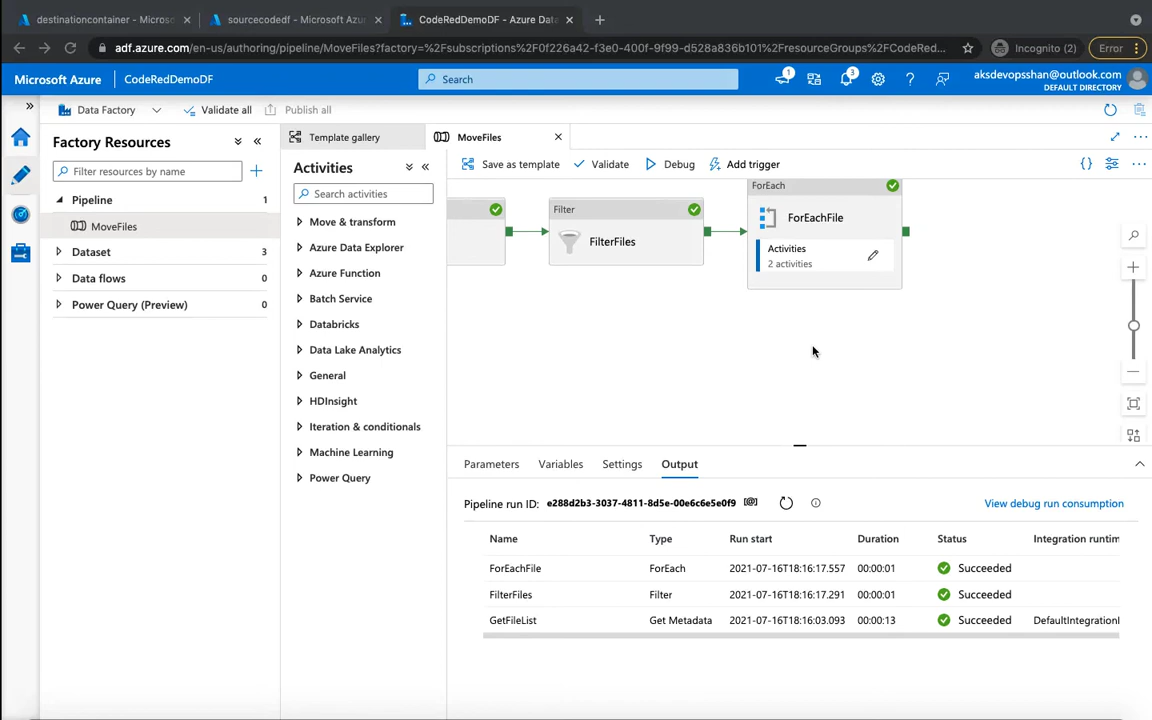 destinationcontainer - Microso
sourcecodedf - Microsoft Azu
CodeRedDemoDF - Azure Data
adf.azure.com/en-us/authoring/pipeline/MoveFiles?factory=%2Fsubscriptions%2F0f226a42-f3e0-400f-9f99-d528a836b101%2FresourceGroups%2FCodeRed...
Incognito (2)
Error
Microsoft Azure
CodeRedDemoDF
Search
1
3
aksdevopsshan@outlook.com
DEFAULT DIRECTORY
Data Factory
Validate all
Publish all
Factory Resources
Filter resources by name
Pipeline 1
MoveFiles
Dataset 3
Data flows 0
Power Query (Preview) 0
Template gallery
MoveFiles
Activities
Search activities
Move & transform
Azure Data Explorer
Azure Function
Batch Service
Databricks
Data Lake Analytics
General
HDInsight
Iteration & conditionals
Machine Learning
Power Query
Save as template
Validate
Debug
Add trigger
Filter
FilterFiles
ForEach
ForEachFile
Activities
2 activities
Parameters
Variables
Settings
Output
Pipeline run ID: e288d2b3-3037-4811-8d5e-00e6c6e5e0f9
View debug run consumption
Name Type Run start Duration Status Integration runtim
ForEachFile ForEach 2021-07-16T18:16:17.557 00:00:01 Succeeded
FilterFiles Filter 2021-07-16T18:16:17.291 00:00:01 Succeeded
GetFileList Get Metadata 2021-07-16T18:16:03.093 00:00:13 Succeeded DefaultIntegrationI